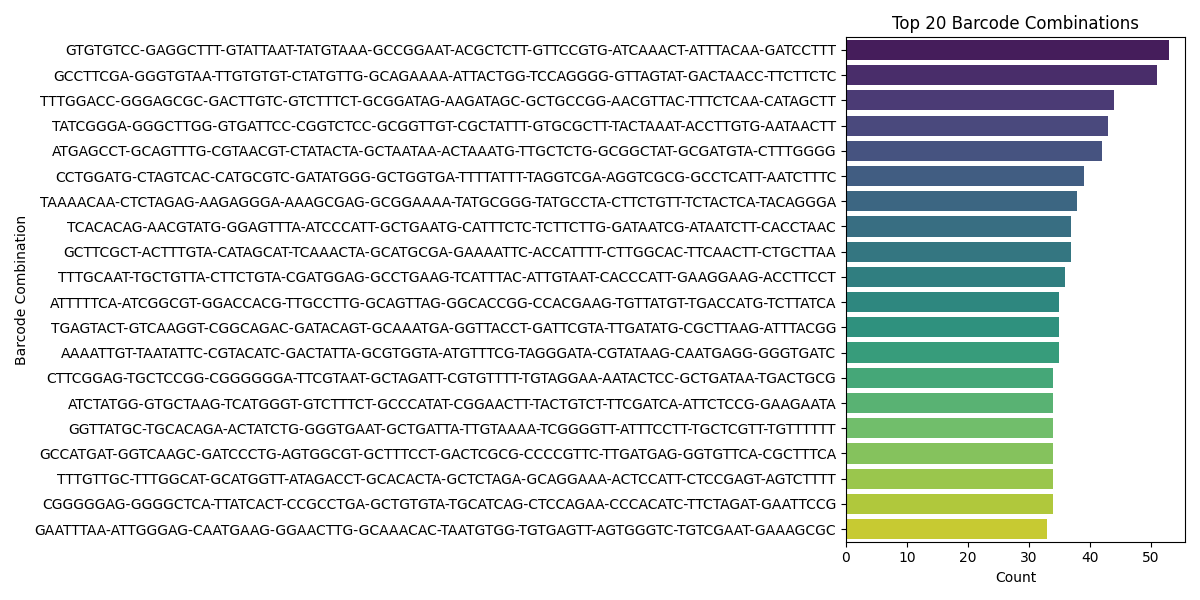 Top 20 Barcode Combinations
GTGTGTCC-GAGGCTTT-GTATTAAT-TATGTAAA-GCCGGAAT-ACGCTCTT-GTTCCGTG-ATCAAACT-ATTTACAA-GATCCTTT
GCCTTCGA-GGGTGTAA-TTGTGTGT-CTATGTTG-GCAGAAAA-ATTACTGG-TCCAGGGG-GTTAGTAT-GACTAACC-TTCTTCTC
TTTGGACC-GGGAGCGC-GACTTGTC-GTCTTTCT-GCGGATAG-AAGATAGC-GCTGCCGG-AACGTTAC-TTTCTCAA-CATAGCTT
TATCGGGA-GGGCTTGG-GTGATTCC-CGGTCTCC-GCGGTTGT-CGCTATTT-GTGCGCTT-TACTAAAT-ACCTTGTG-AATAACTT
ATGAGCCT-GCAGTTTG-CGTAACGT-CTATACTA-GCTAATAA-ACTAAATG-TTGCTCTG-GCGGCTAT-GCGATGTA-CTTTGGGG
CCTGGATG-CTAGTCAC-CATGCGTC-GATATGGG-GCTGGTGA-TTTTATTT-TAGGTCGA-AGGTCGCG-GCCTCATT-AATCTTTC
TAAAACAA-CTCTAGAG-AAGAGGGA-AAAGCGAG-GCGGAAAA-TATGCGGG-TATGCCTA-CTTCTGTT-TCTACTCA-TACAGGGA
TCACACAG-AACGTATG-GGAGTTTA-ATCCCATT-GCTGAATG-CATTTCTC-TCTTCTTG-GATAATCG-ATAATCTT-CACCTAAC
GCTTCGCT-ACTTTGTA-CATAGCAT-TCAAACTA-GCATGCGA-GAAAATTC-ACCATTTT-CTTGGCAC-TTCAACTT-CTGCTTAA
TTTGCAAT-TGCTGTTA-CTTCTGTA-CGATGGAG-GCCTGAAG-TCATTTAC-ATTGTAAT-CACCCATT-GAAGGAAG-ACCTTCCT
ATTTTTCA-ATCGGCGT-GGACCACG-TTGCCTTG-GCAGTTAG-GGCACCGG-CCACGAAG-TGTTATGT-TGACCATG-TCTTATCA
TGAGTACT-GTCAAGGT-CGGCAGAC-GATACAGT-GCAAATGA-GGTTACCT-GATTCGTA-TTGATATG-CGCTTAAG-ATTTACGG
AAAATTGT-TAATATTC-CGTACATC-GACTATTA-GCGTGGTA-ATGTTTCG-TAGGGATA-CGTATAAG-CAATGAGG-GGGTGATC
CTTCGGAG-TGCTCCGG-CGGGGGGA-TTCGTAAT-GCTAGATT-CGTGTTTT-TGTAGGAA-AATACTCC-GCTGATAA-TGACTGCG
ATCTATGG-GTGCTAAG-TCATGGGT-GTCTTTCT-GCCCATAT-CGGAACTT-TACTGTCT-TTCGATCA-ATTCTCCG-GAAGAATA
GGTTATGC-TGCACAGA-ACTATCTG-GGGTGAAT-GCTGATTA-TTGTAAAA-TCGGGGTT-ATTTCCTT-TGCTCGTT-TGTTTTTT
GCCATGAT-GGTCAAGC-GATCCCTG-AGTGGCGT-GCTTTCCT-GACTCGCG-CCCCGTTC-TTGATGAG-GGTGTTCA-CGCTTTCA
TTTGTTGC-TTTGGCAT-GCATGGTT-ATAGACCT-GCACACTA-GCTCTAGA-GCAGGAAA-ACTCCATT-CTCCGAGT-AGTCTTTT
CGGGGGAG-GGGGCTCA-TTATCACT-CCGCCTGA-GCTGTGTA-TGCATCAG-CTCCAGAA-CCCACATC-TTCTAGAT-GAATTCCG
GAATTTAA-ATTGGGAG-CAATGAAG-GGAACTTG-GCAAACAC-TAATGTGG-TGTGAGTT-AGTGGGTC-TGTCGAAT-GAAAGCGC
Barcode Combination
0 10 20 30 40 50
Count